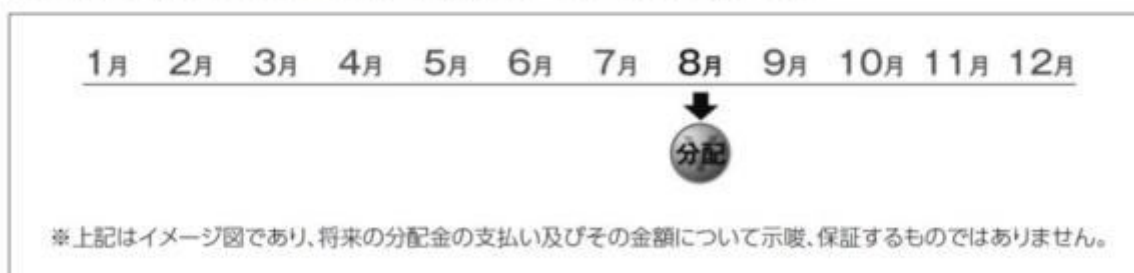 1月 2月 3月 4月 5月 6月 7月 8月 9月 10月 11月 12月
分配
※上記はイメージ図であり、将来の分配金の支払い及びその金額について示唆、保証するものではありません。